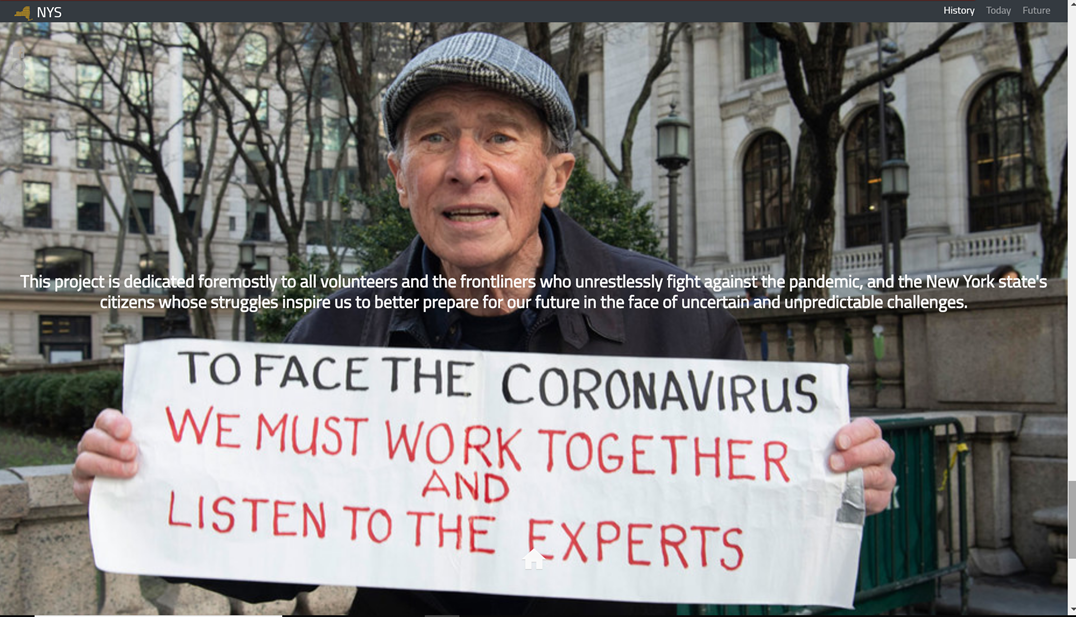 NYS
History Today Future
This project is dedicated foremostly to all volunteers and the frontliners who unrestlessly fight against the pandemic, and the New York state's
citizens whose struggles inspire us to better prepare for our future in the face of uncertain and unpredictable challenges.
TO FACE THE CORONAVIRUS
WE MUST WORK TOGETHER
AND
LISTEN TO THE EXPERTS